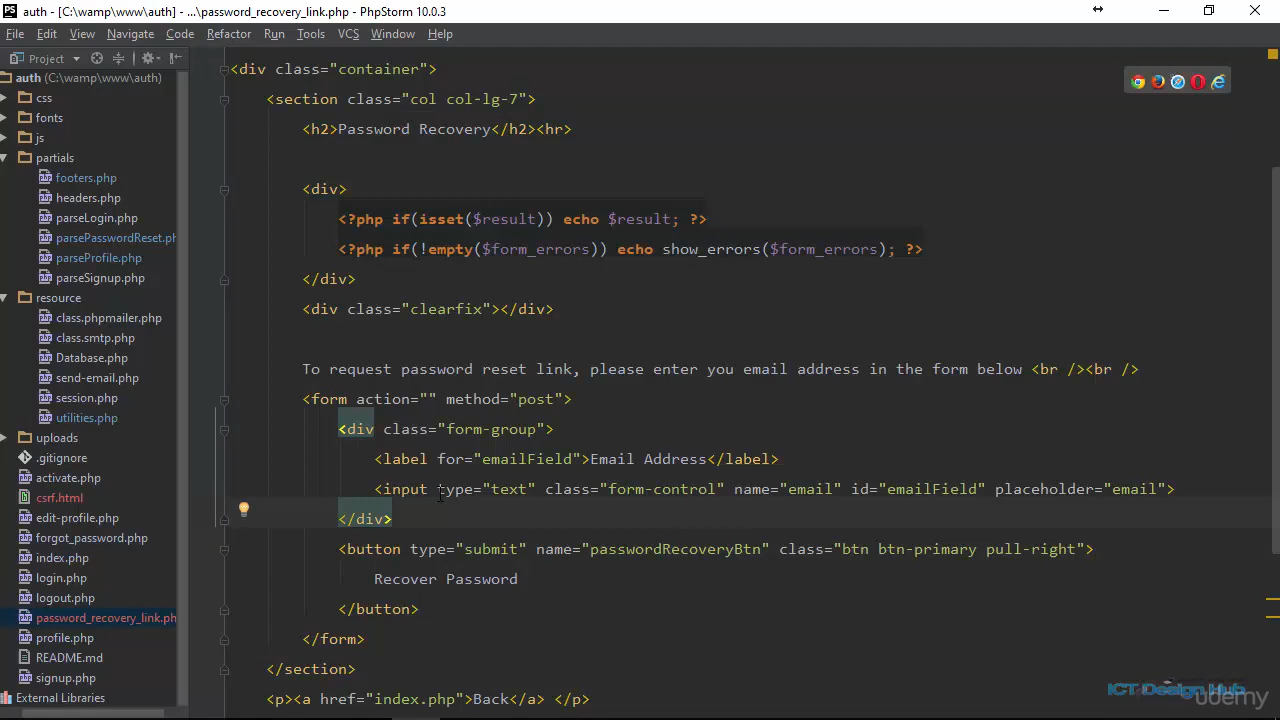 PS auth - [C:\wamp\www\auth] - ...\password_recovery_link.php - PhpStorm 10.0.3
File Edit View Navigate Code Refactor Run Tools VCS Window Help
Project
auth (C:\wamp\www\auth)
css
fonts
js
partials
footers.php
headers.php
parseLogin.php
parsePasswordReset.ph
parseProfile.php
parseSignup.php
resource
class.phpmailer.php
class.smtp.php
Database.php
send-email.php
session.php
utilities.php
uploads
.gitignore
activate.php
csrf.html
edit-profile.php
forgot_password.php
index.php
login.php
logout.php
password_recovery_link.ph
profile.php
README.md
signup.php
External Libraries
<div class="container">
<section class="col col-lg-7">
<h2>Password Recovery</h2><hr>
<div>
<?php if(isset($result)) echo $result; ?>
<?php if(!empty($form_errors)) echo show_errors($form_errors); ?>
</div>
<div class="clearfix"></div>
To request password reset link, please enter you email address in the form below <br /><br />
<form action="" method="post">
<div class="form-group">
<label for="emailField">Email Address</label>
<input type="text" class="form-control" name="email" id="emailField" placeholder="email">
</div>
<button type="submit" name="passwordRecoveryBtn" class="btn btn-primary pull-right">
Recover Password
</button>
</form>
</section>
<p><a href="index.php">Back</a> </p>
ICT Design Hub
udemy